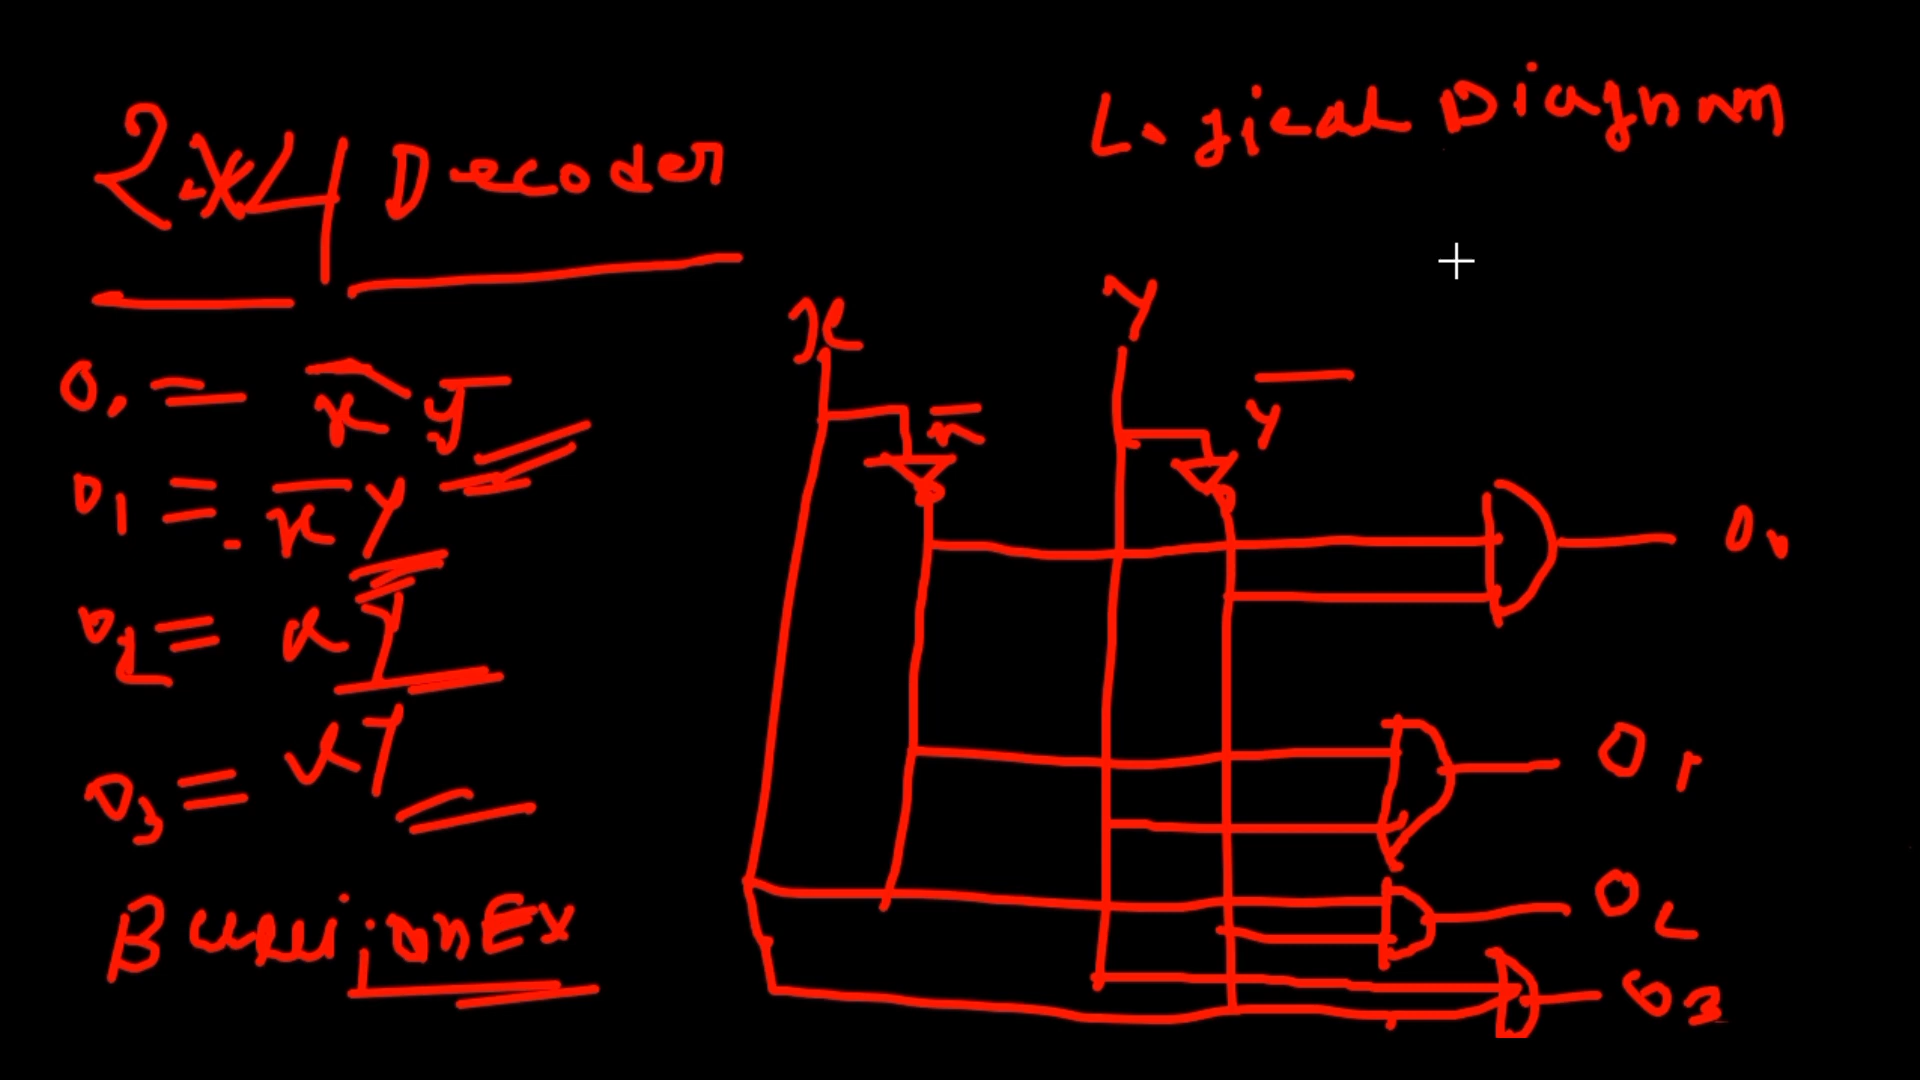 2x4 Decoder
Logical Diagram
x
y
O₀ = x̅ y̅
x̅
y̅
O₁ = x̅ y
O₀
O₂ = x y̅
O₁
O₃ = x y
O₂
O₃